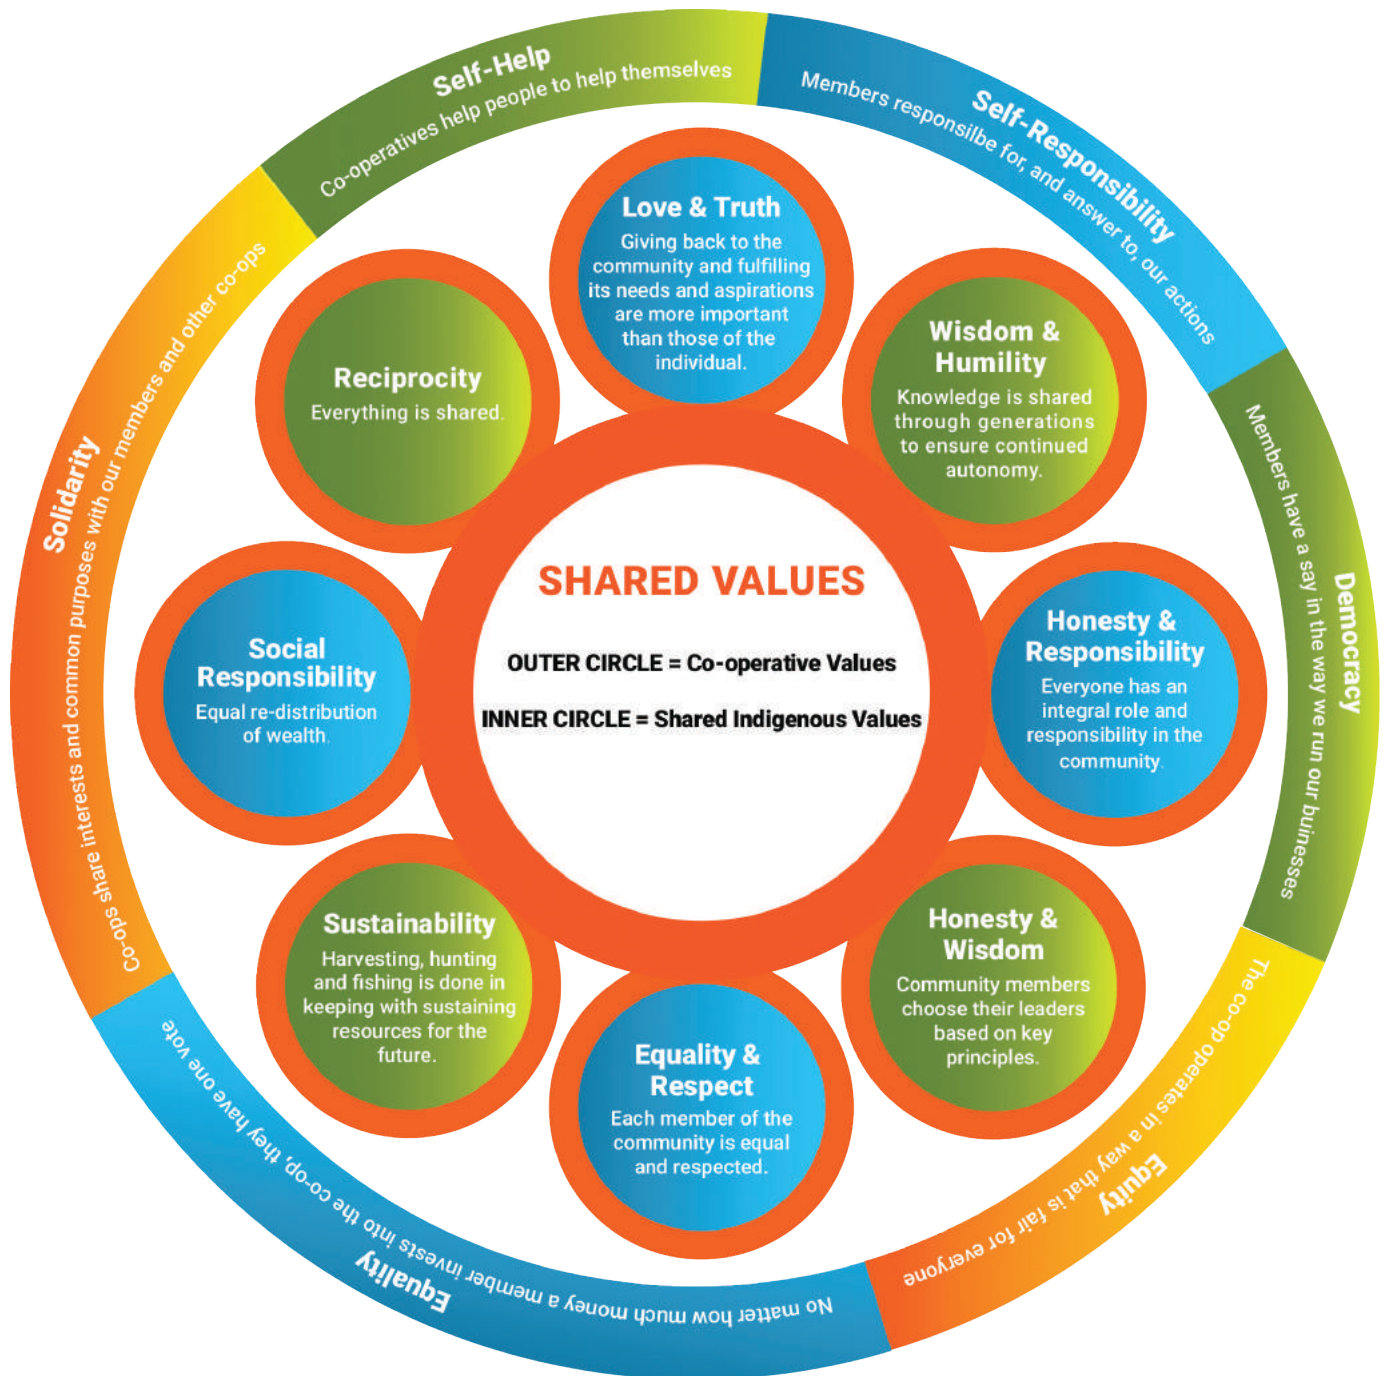 Self-Help
Co-operatives help people to help themselves
Self-Responsibility
Members responsilbe for, and answer to, our actions
Democracy
Members have a say in the way we run our buinesses
Equity
The co-op operates in a way that is fair for everyone
Equality
No matter how much money a member invests into the co-op, they have one vote
Solidarity
Co-ops share interests and common purposes with our members and other co-ops
Love & Truth
Giving back to the
community and fulfilling
its needs and aspirations
are more important
than those of the
individual.
Wisdom &
Humility
Knowledge is shared
through generations
to ensure continued
autonomy.
Honesty &
Responsibility
Everyone has an
integral role and
responsibility in the
community.
Honesty &
Wisdom
Community members
choose their leaders
based on key
principles.
Equality &
Respect
Each member of the
community is equal
and respected.
Sustainability
Harvesting, hunting
and fishing is done in
keeping with sustaining
resources for the
future.
Social
Responsibility
Equal re-distribution
of wealth.
Reciprocity
Everything is shared.
SHARED VALUES
OUTER CIRCLE = Co-operative Values
INNER CIRCLE = Shared Indigenous Values